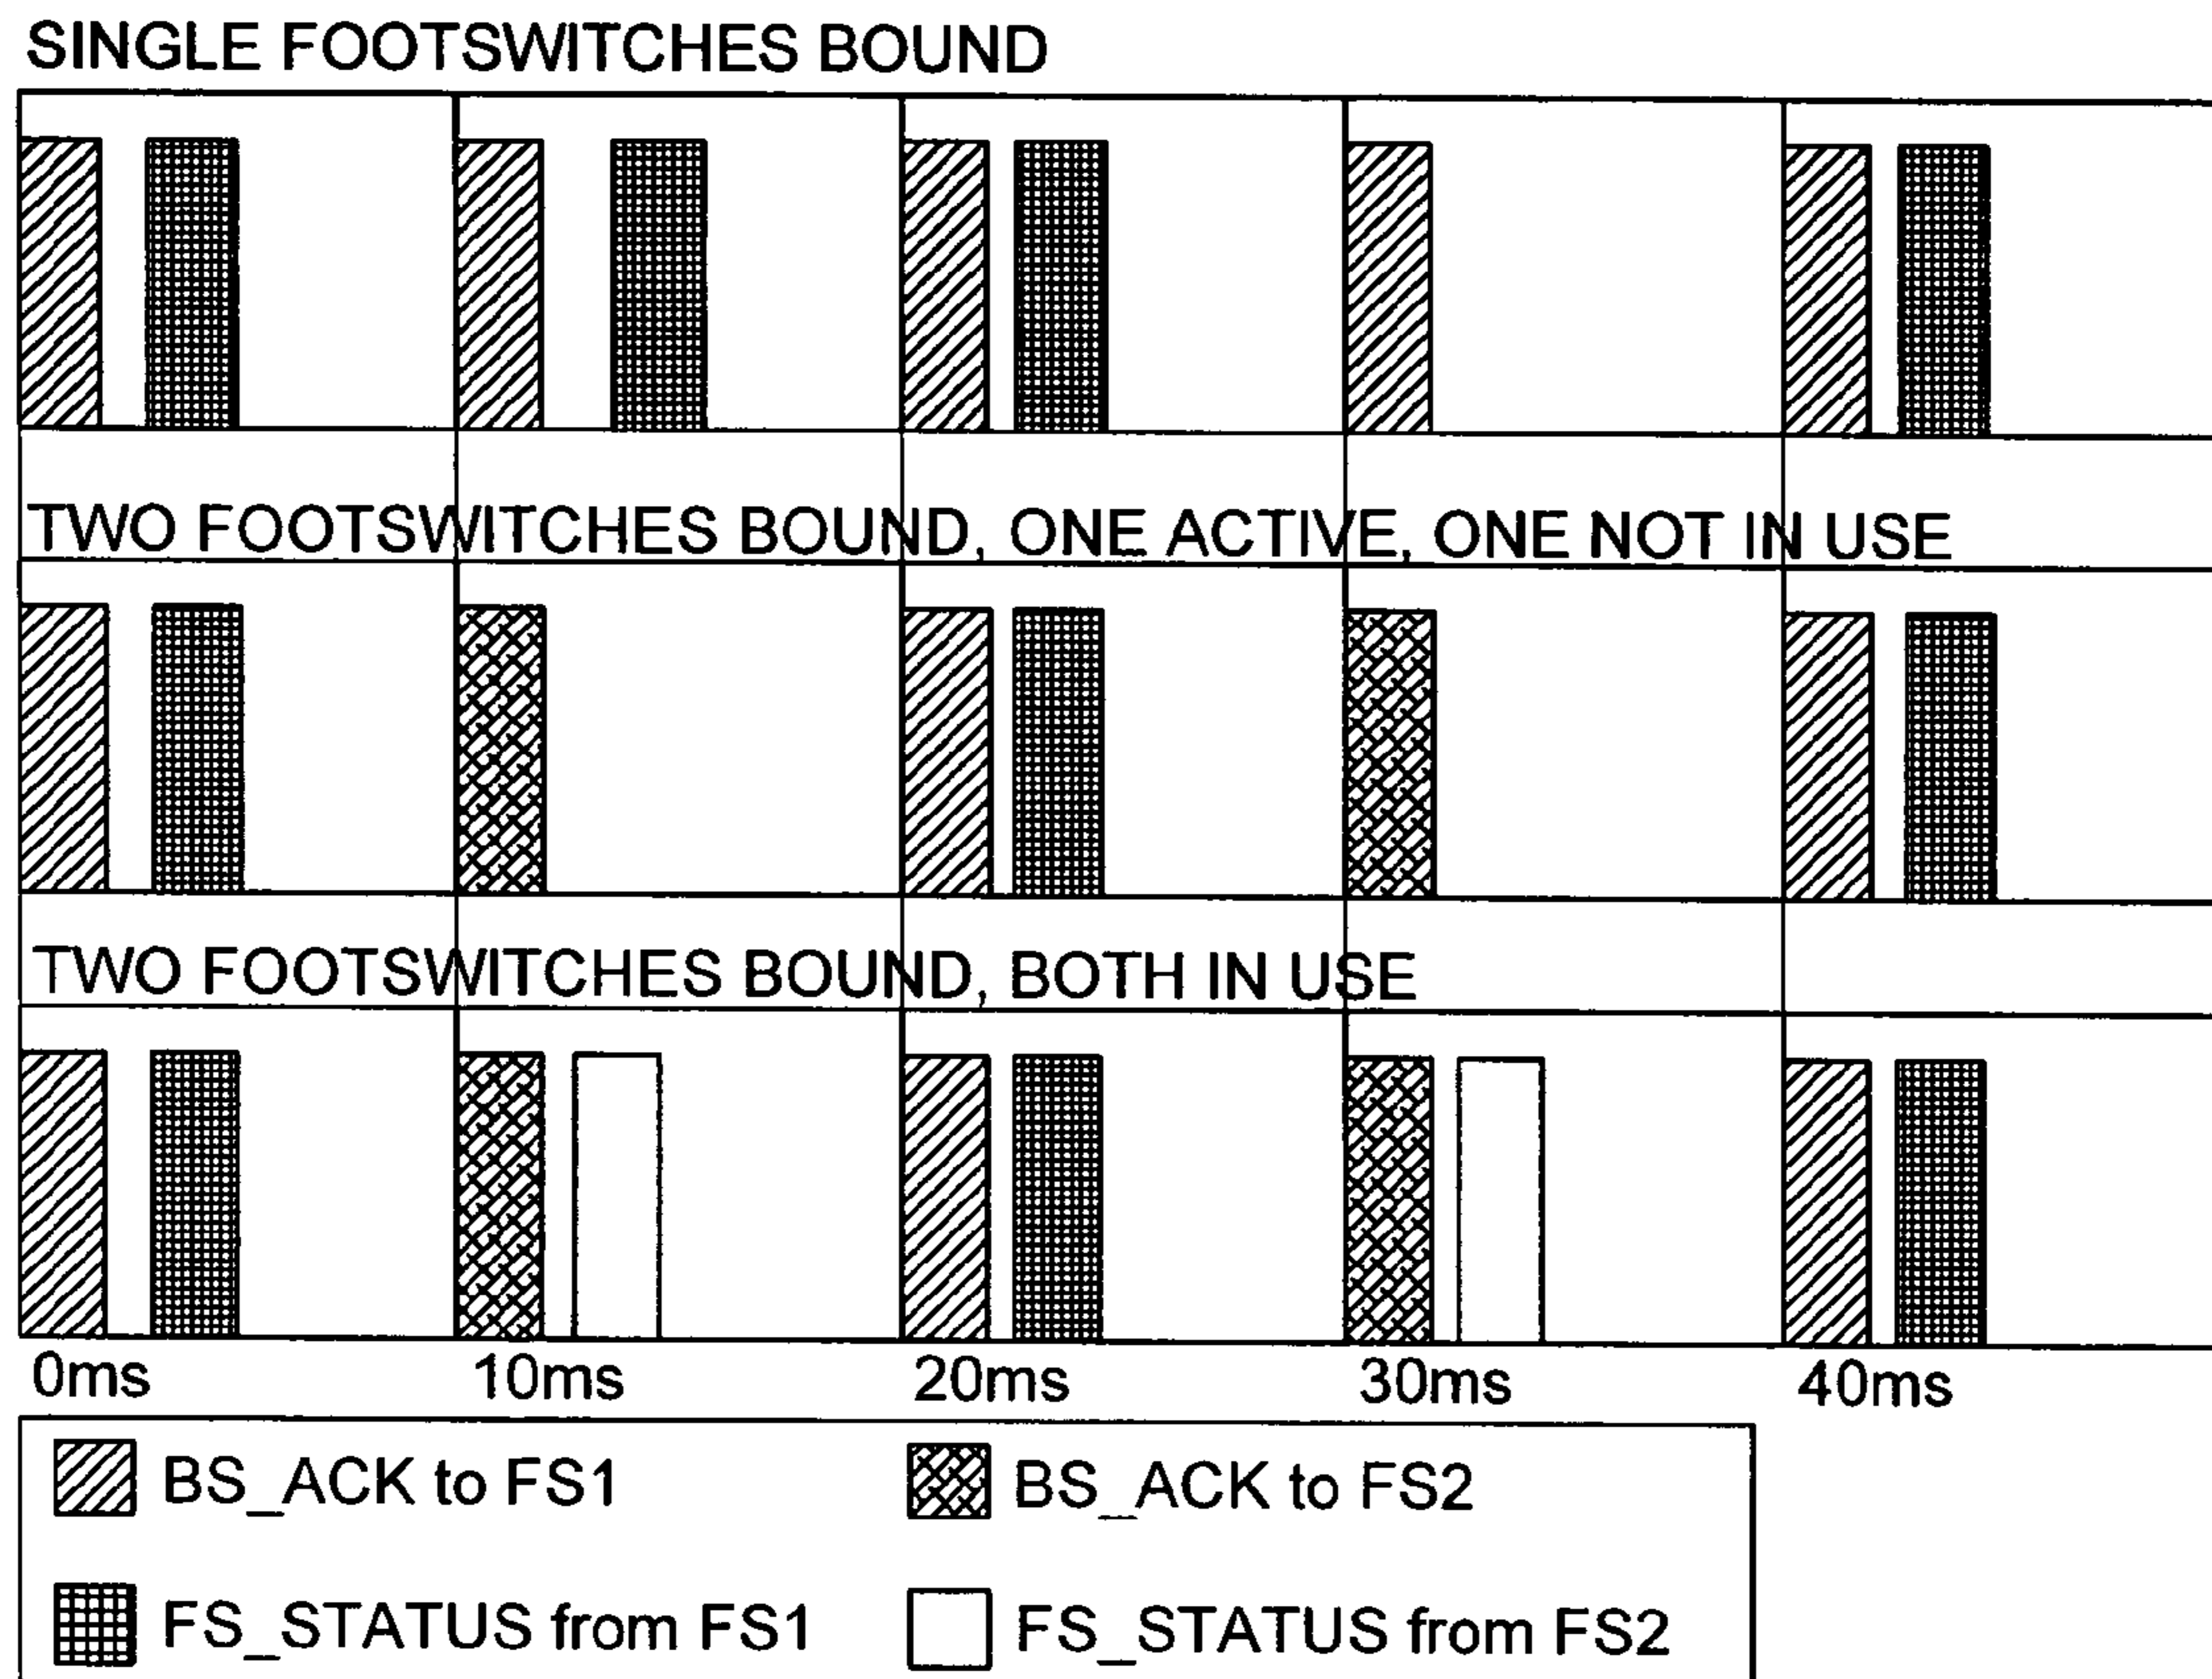 SINGLE FOOTSWITCHES BOUND
TWO FOOTSWITCHES BOUND, ONE ACTIVE, ONE NOT IN USE
TWO FOOTSWITCHES BOUND, BOTH IN USE
0ms 10ms 20ms 30ms 40ms
BS_ACK to FS1 BS_ACK to FS2
FS_STATUS from FS1 FS_STATUS from FS2